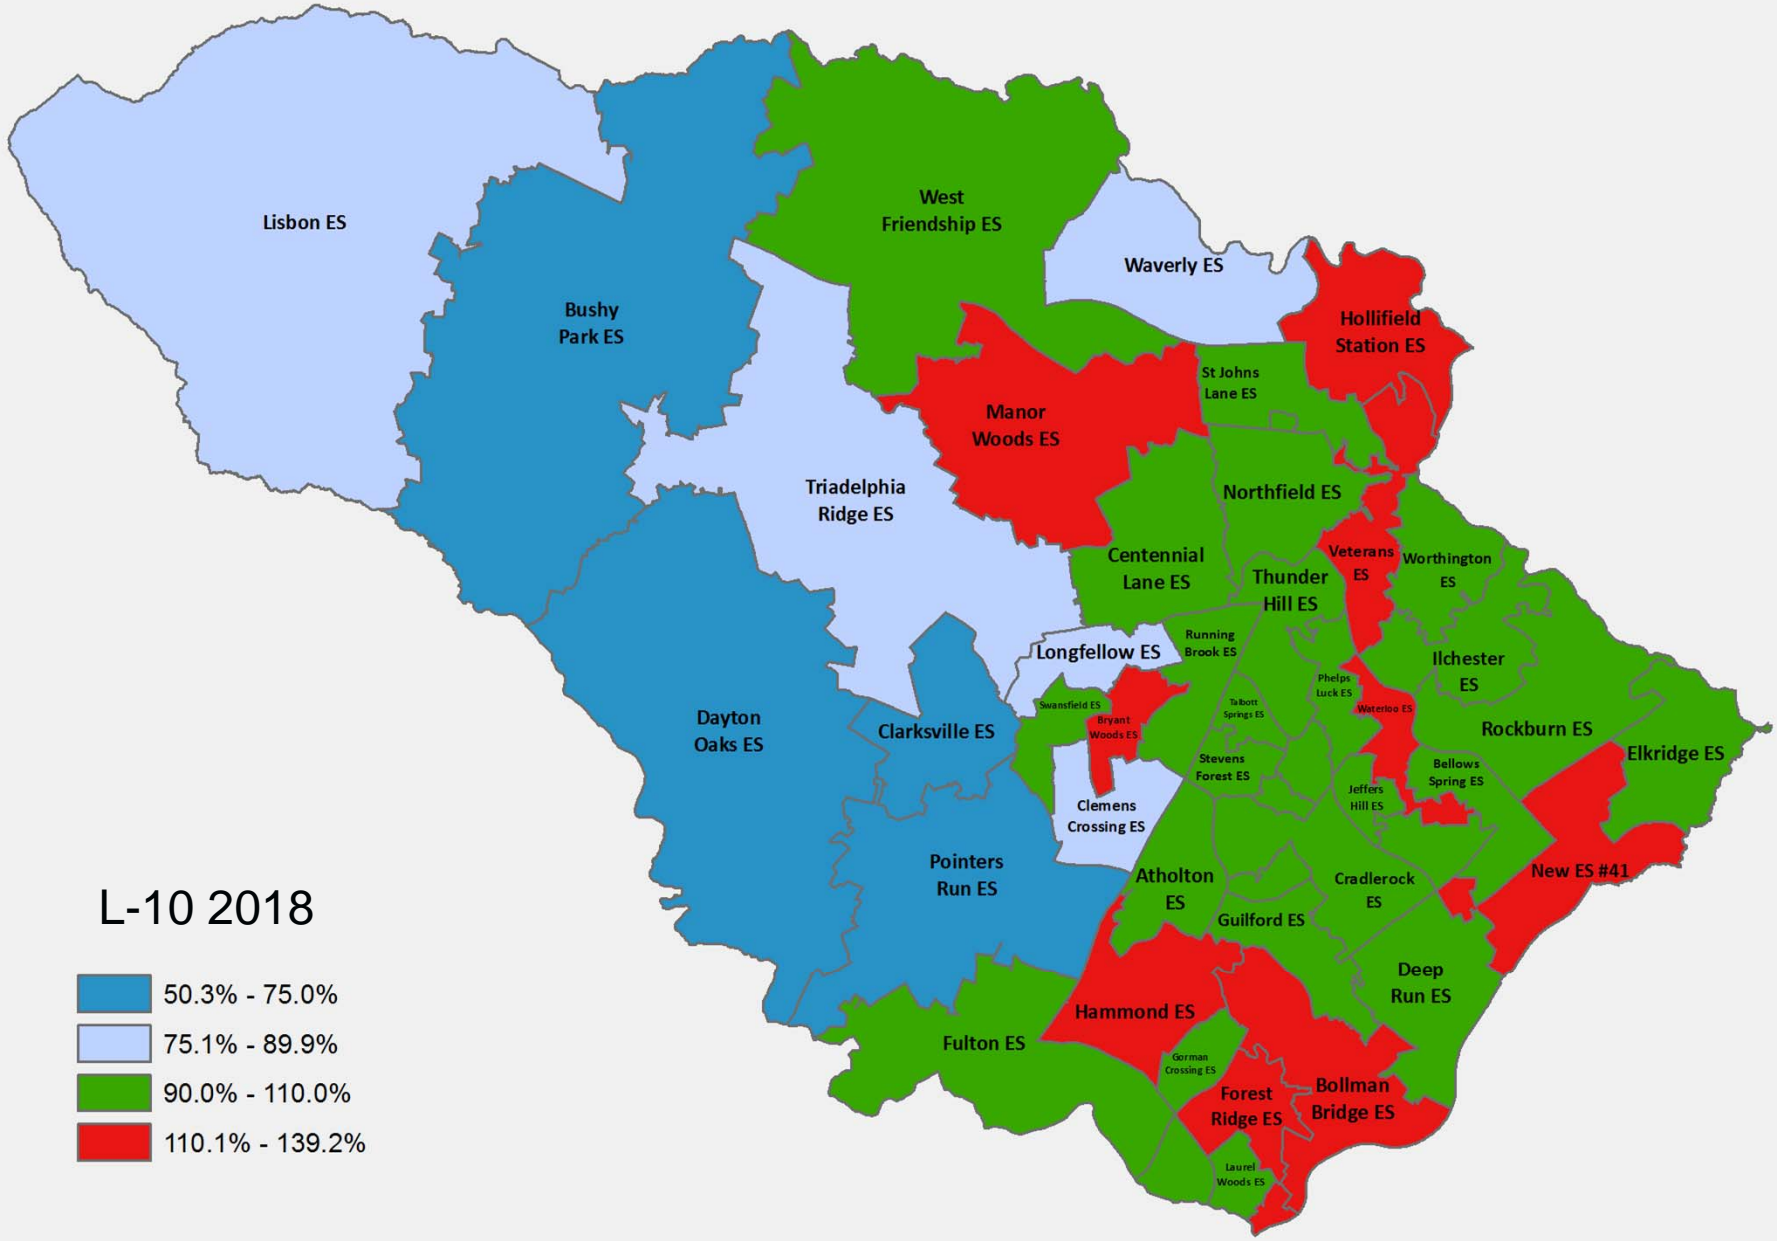 Lisbon ES
West
Friendship ES
Waverly ES
Bushy
Park ES
Hollifield
Station ES
St Johns
Lane ES
Manor
Woods ES
Triadelphia
Ridge ES
Northfield ES
Centennial
Lane ES
Veterans
ES
Worthington
ES
Thunder
Hill ES
Running
Brook ES
Longfellow ES
Ilchester
ES
Phelps
Luck ES
Swansfield ES
Talbott
Springs ES
Waterloo ES
Dayton
Oaks ES
Clarksville ES
Bryant
Woods ES
Rockburn ES
Elkridge ES
Stevens
Forest ES
Bellows
Spring ES
Jeffers
Hill ES
Clemens
Crossing ES
Pointers
Run ES
Atholton
ES
Cradlerock
ES
New ES #41
Guilford ES
Deep
Run ES
Hammond ES
Fulton ES
Gorman
Crossing ES
Forest
Ridge ES
Bollman
Bridge ES
Laurel
Woods ES
L-10 2018
50.3% - 75.0%
75.1% - 89.9%
90.0% - 110.0%
110.1% - 139.2%